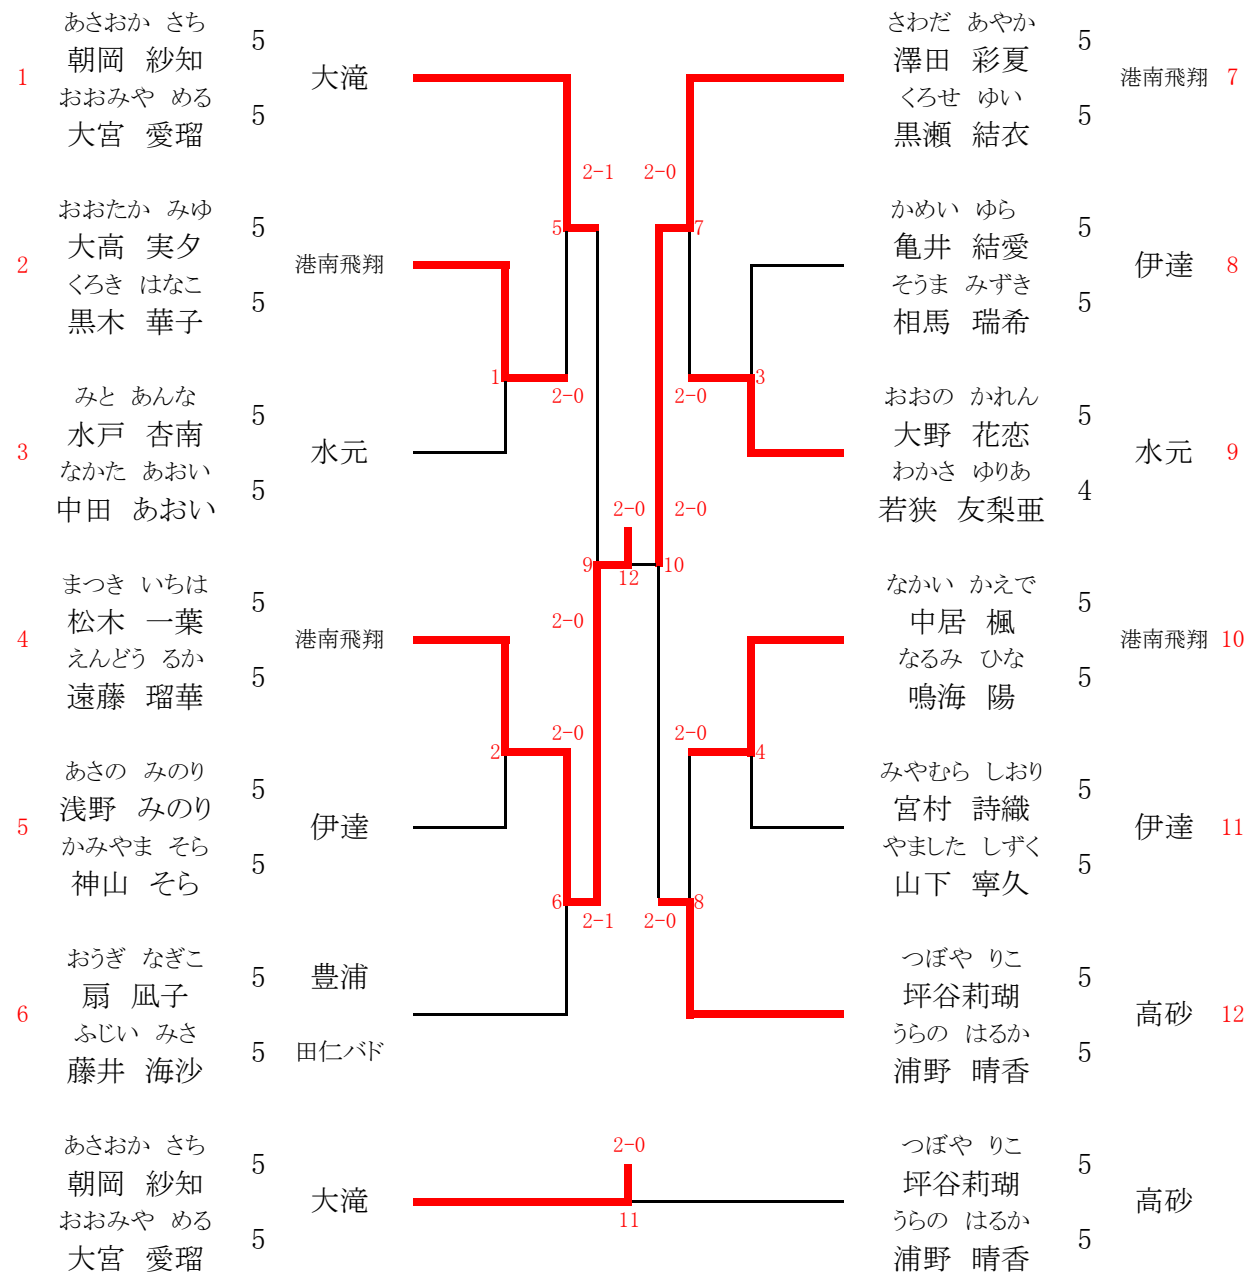 あさおか さち
5
朝岡 紗知
1
大滝
おおみや める
5
大宮 愛瑠
おおたか みゆ
5
大高 実夕
2
港南飛翔
くろき はなこ
5
黒木 華子
みと あんな
5
水戸 杏南
3
水元
なかた あおい
5
中田 あおい
まつき いちは
5
松木 一葉
4
港南飛翔
えんどう るか
5
遠藤 瑠華
あさの みのり
5
浅野 みのり
5
伊達
かみやま そら
5
神山 そら
おうぎ なぎこ
5
豊浦
扇 凪子
6
ふじい みさ
5
田仁バド
藤井 海沙
2-1
2-0
5
7
1
2-0
2-0
3
2-0
2-0
9
12
10
2-0
2-0
2-0
2
4
6
2-1
2-0
8
さわだ あやか
5
澤田 彩夏
港南飛翔
7
くろせ ゆい
5
黒瀬 結衣
かめい ゆら
5
亀井 結愛
伊達
8
そうま みずき
5
相馬 瑞希
おおの かれん
5
大野 花恋
水元
9
わかさ ゆりあ
4
若狭 友梨亜
なかい かえで
5
中居 楓
港南飛翔
10
なるみ ひな
5
鳴海 陽
みやむら しおり
5
宮村 詩織
伊達
11
やました しずく
5
山下 寧久
つぼや りこ
5
坪谷莉瑚
高砂
12
うらの はるか
5
浦野 晴香
あさおか さち
5
朝岡 紗知
大滝
おおみや める
5
大宮 愛瑠
2-0
11
つぼや りこ
5
坪谷莉瑚
高砂
うらの はるか
5
浦野 晴香